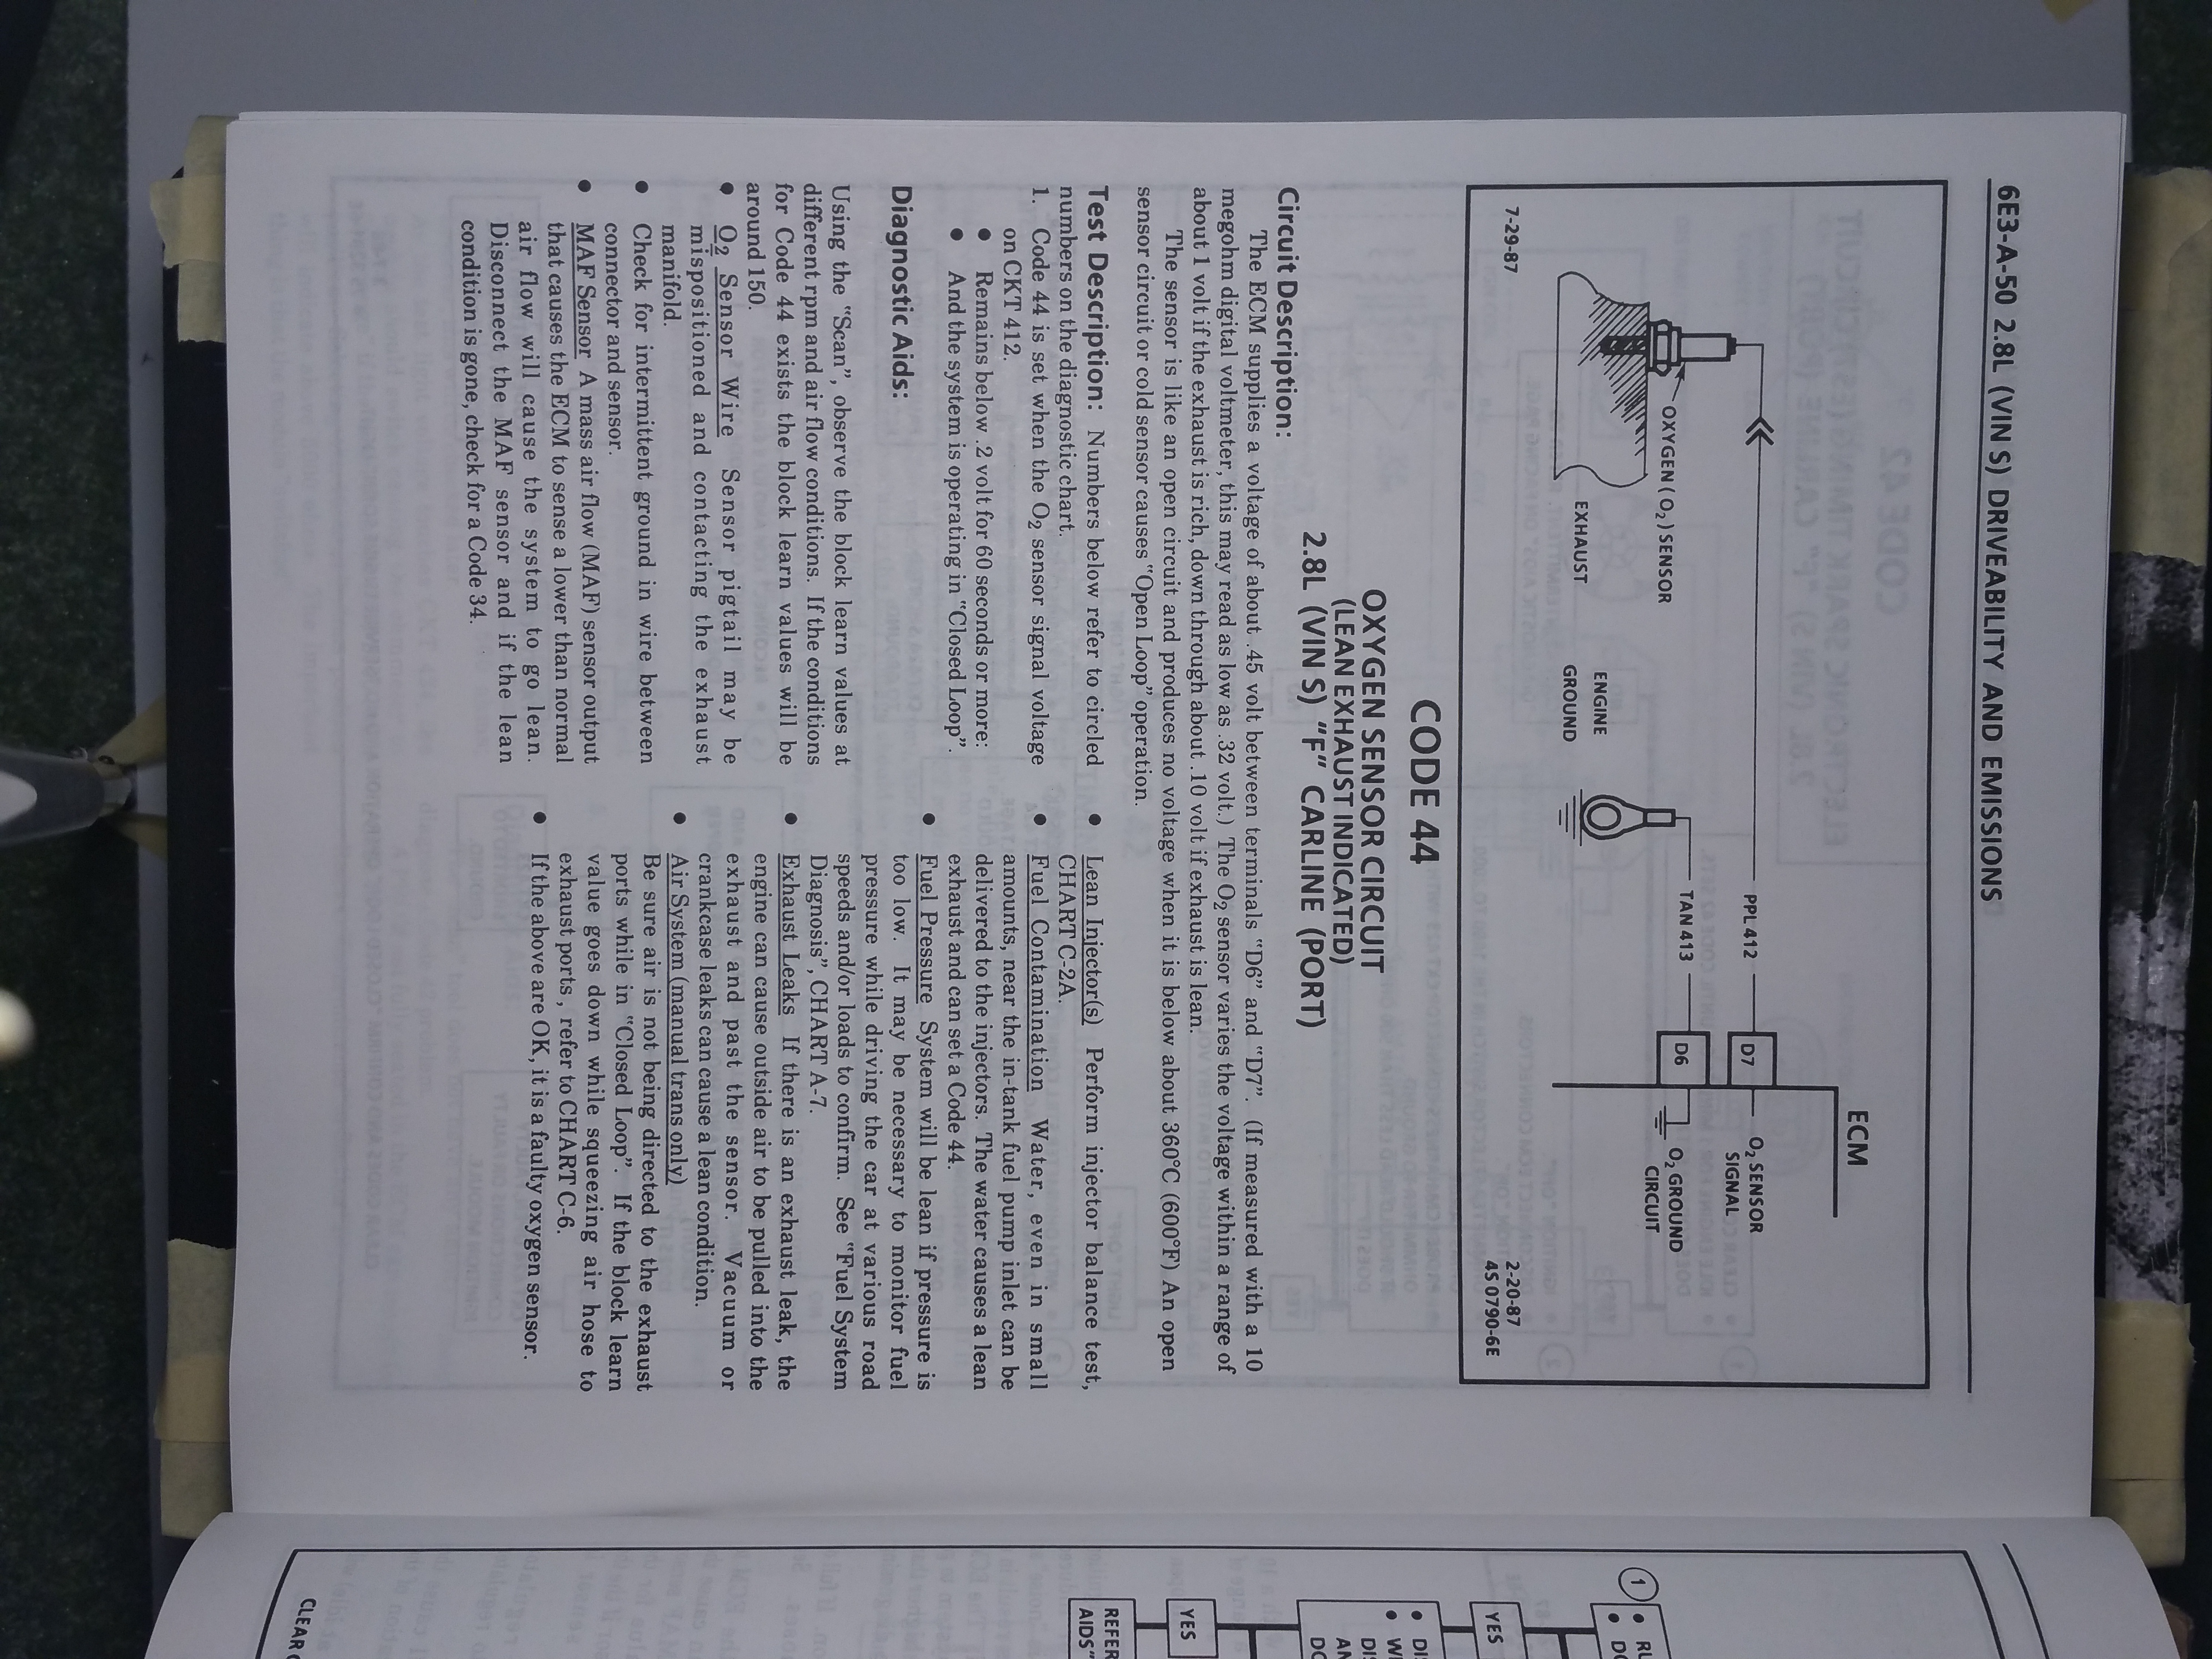 6E3-A-50 2.8L (VIN S) DRIVEABILITY AND EMISSIONS
ECM
PPL 412
D7
O2 SENSOR
SIGNAL
TAN 413
D6
O2 GROUND
CIRCUIT
OXYGEN ( O2 ) SENSOR
EXHAUST
ENGINE
GROUND
7-29-87
2-20-87
4S 0790-6E
CODE 44
OXYGEN SENSOR CIRCUIT
(LEAN EXHAUST INDICATED)
2.8L (VIN S) "F" CARLINE (PORT)
Circuit Description:
The ECM supplies a voltage of about .45 volt between terminals "D6" and "D7". (If measured with a 10
megohm digital voltmeter, this may read as low as .32 volt.) The O2 sensor varies the voltage within a range of
about 1 volt if the exhaust is rich, down through about .10 volt if exhaust is lean.
The sensor is like an open circuit and produces no voltage when it is below about 360°C (600°F) An open
sensor circuit or cold sensor causes "Open Loop" operation.
Test Description: Numbers below refer to circled
numbers on the diagnostic chart.
1. Code 44 is set when the O2 sensor signal voltage
on CKT 412.
• Remains below .2 volt for 60 seconds or more:
• And the system is operating in "Closed Loop".
Diagnostic Aids:
Using the "Scan", observe the block learn values at
different rpm and air flow conditions. If the conditions
for Code 44 exists the block learn values will be
around 150.
• O2 Sensor Wire Sensor pigtail may be
mispositioned and contacting the exhaust
manifold.
• Check for intermittent ground in wire between
connector and sensor.
• MAF Sensor A mass air flow (MAF) sensor output
that causes the ECM to sense a lower than normal
air flow will cause the system to go lean.
Disconnect the MAF sensor and if the lean
condition is gone, check for a Code 34.
• Lean Injector(s) Perform injector balance test,
CHART C-2A.
• Fuel Contamination Water, even in small
amounts, near the in-tank fuel pump inlet can be
delivered to the injectors. The water causes a lean
exhaust and can set a Code 44.
• Fuel Pressure System will be lean if pressure is
too low. It may be necessary to monitor fuel
pressure while driving the car at various road
speeds and/or loads to confirm. See "Fuel System
Diagnosis", CHART A-7.
• Exhaust Leaks If there is an exhaust leak, the
engine can cause outside air to be pulled into the
exhaust and past the sensor. Vacuum or
crankcase leaks can cause a lean condition.
• Air System (manual trans only)
Be sure air is not being directed to the exhaust
ports while in "Closed Loop". If the block learn
value goes down while squeezing air hose to
exhaust ports, refer to CHART C-6.
• If the above are OK, it is a faulty oxygen sensor.
1
YES
YES
REFER
AIDS"
CLEAR